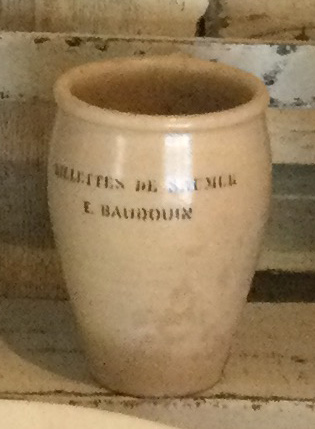 RILLETTES DE SAUMUR
E. BAUDOUIN